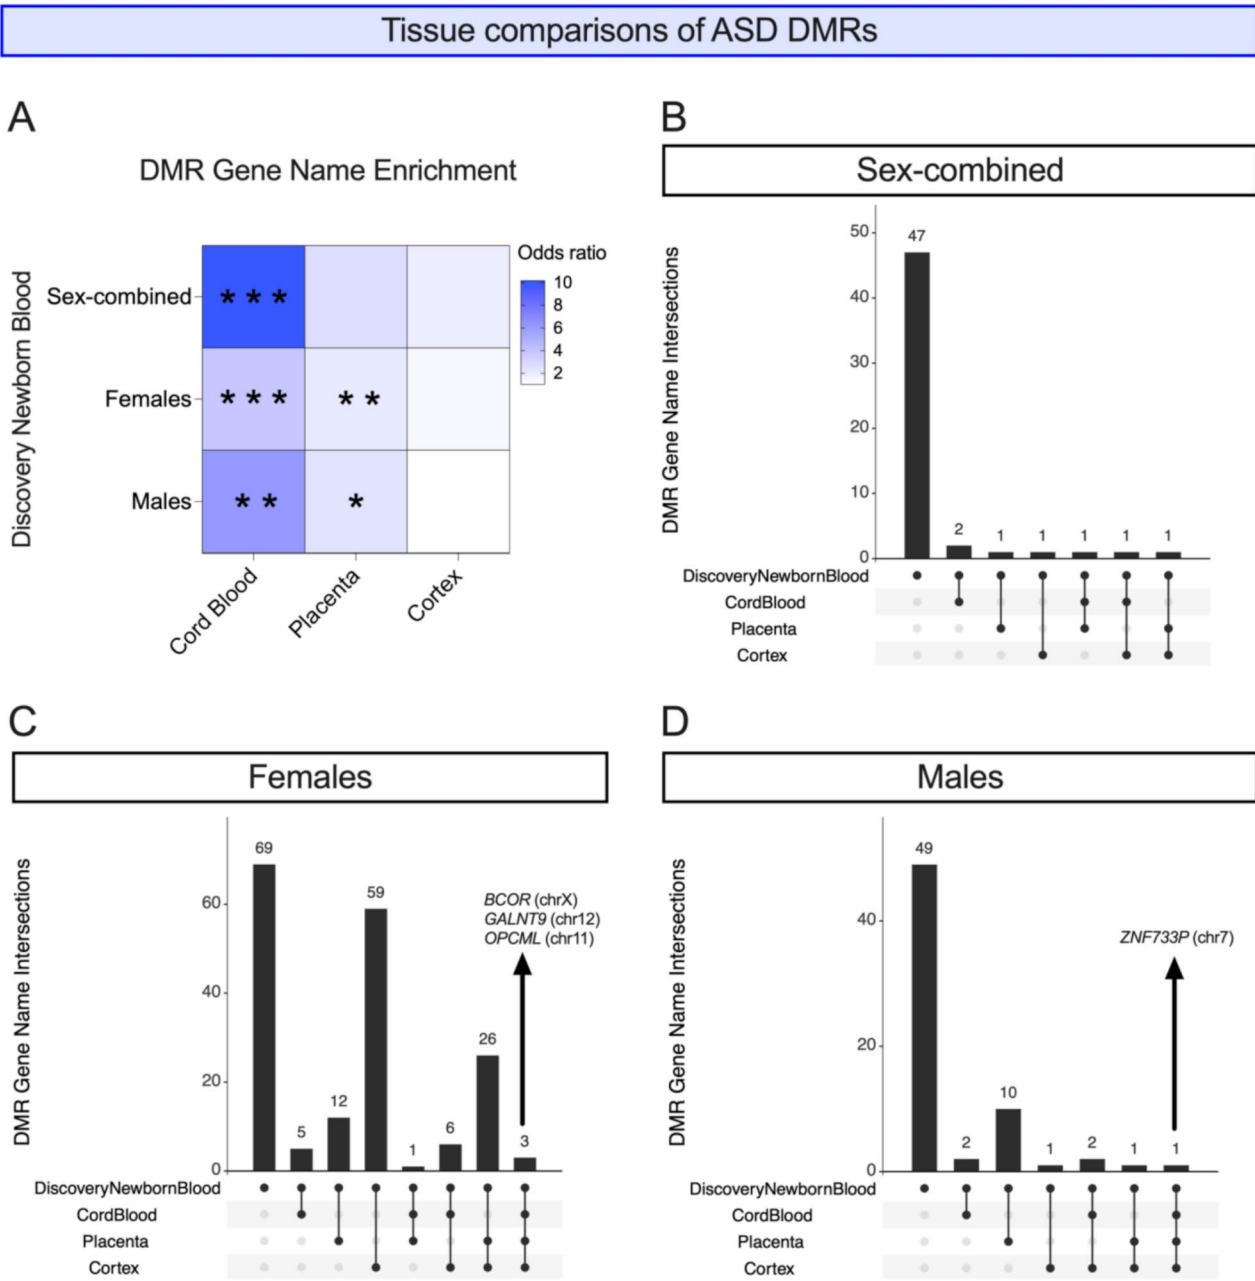 Tissue comparisons of ASD DMRs
A
DMR Gene Name Enrichment
Discovery Newborn Blood
Sex-combined
Females
Males
* * *
* * *
* *
* *
*
Cord Blood
Placenta
Cortex
Odds ratio
10
8
6
4
2
B
Sex-combined
DMR Gene Name Intersections
50
40
30
20
10
0
47
2
1
1
1
1
1
DiscoveryNewbornBlood
CordBlood
Placenta
Cortex
C
Females
DMR Gene Name Intersections
60
40
20
0
69
5
12
59
1
6
26
3
BCOR (chrX)
GALNT9 (chr12)
OPCML (chr11)
DiscoveryNewbornBlood
CordBlood
Placenta
Cortex
D
Males
DMR Gene Name Intersections
40
20
0
49
2
10
1
2
1
1
ZNF733P (chr7)
DiscoveryNewbornBlood
CordBlood
Placenta
Cortex